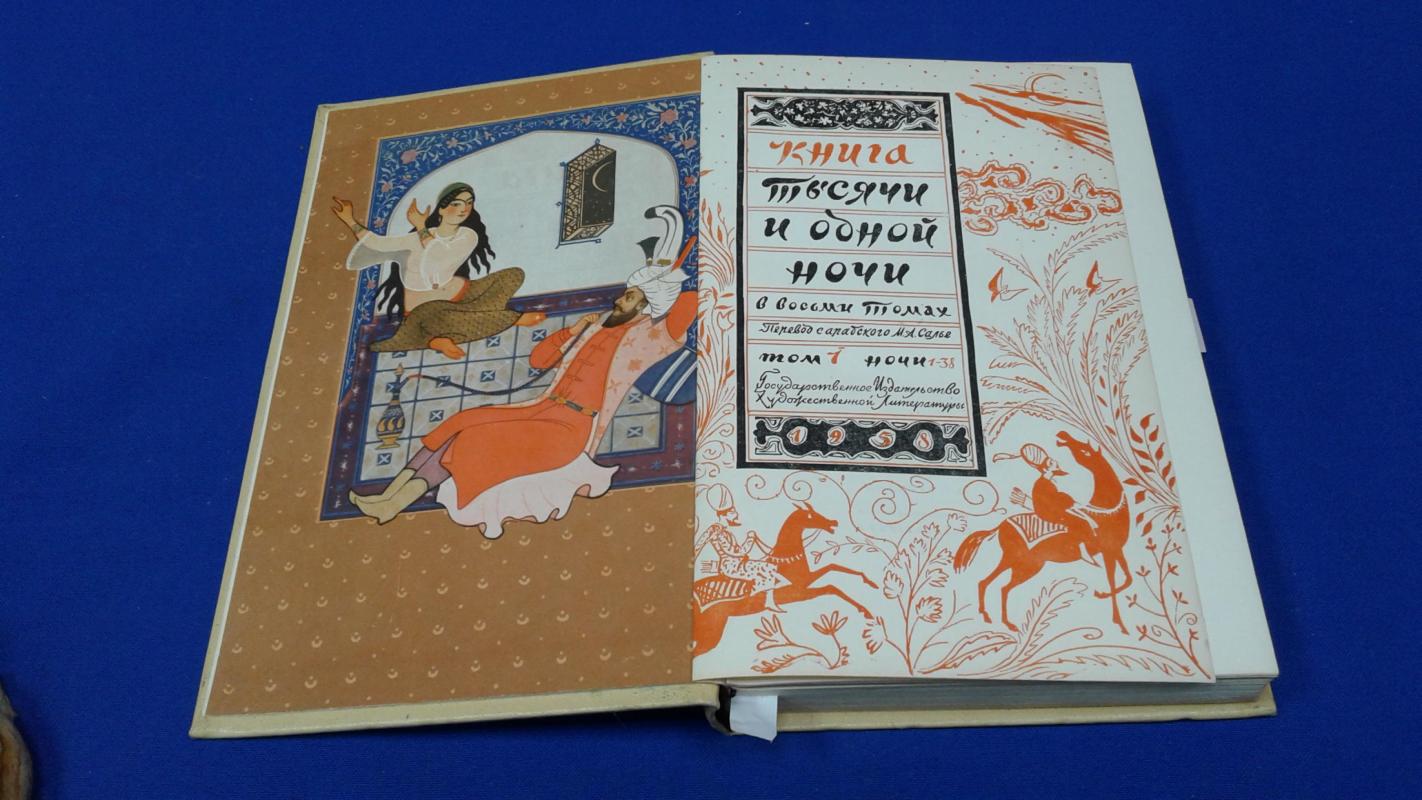 Книга
тысячи
и одной
ночи
в восьми томах
Перевод с арабского М.А. Салье
том 1 ночи 1-38
Государственное Издательство
Художественной Литературы
1958